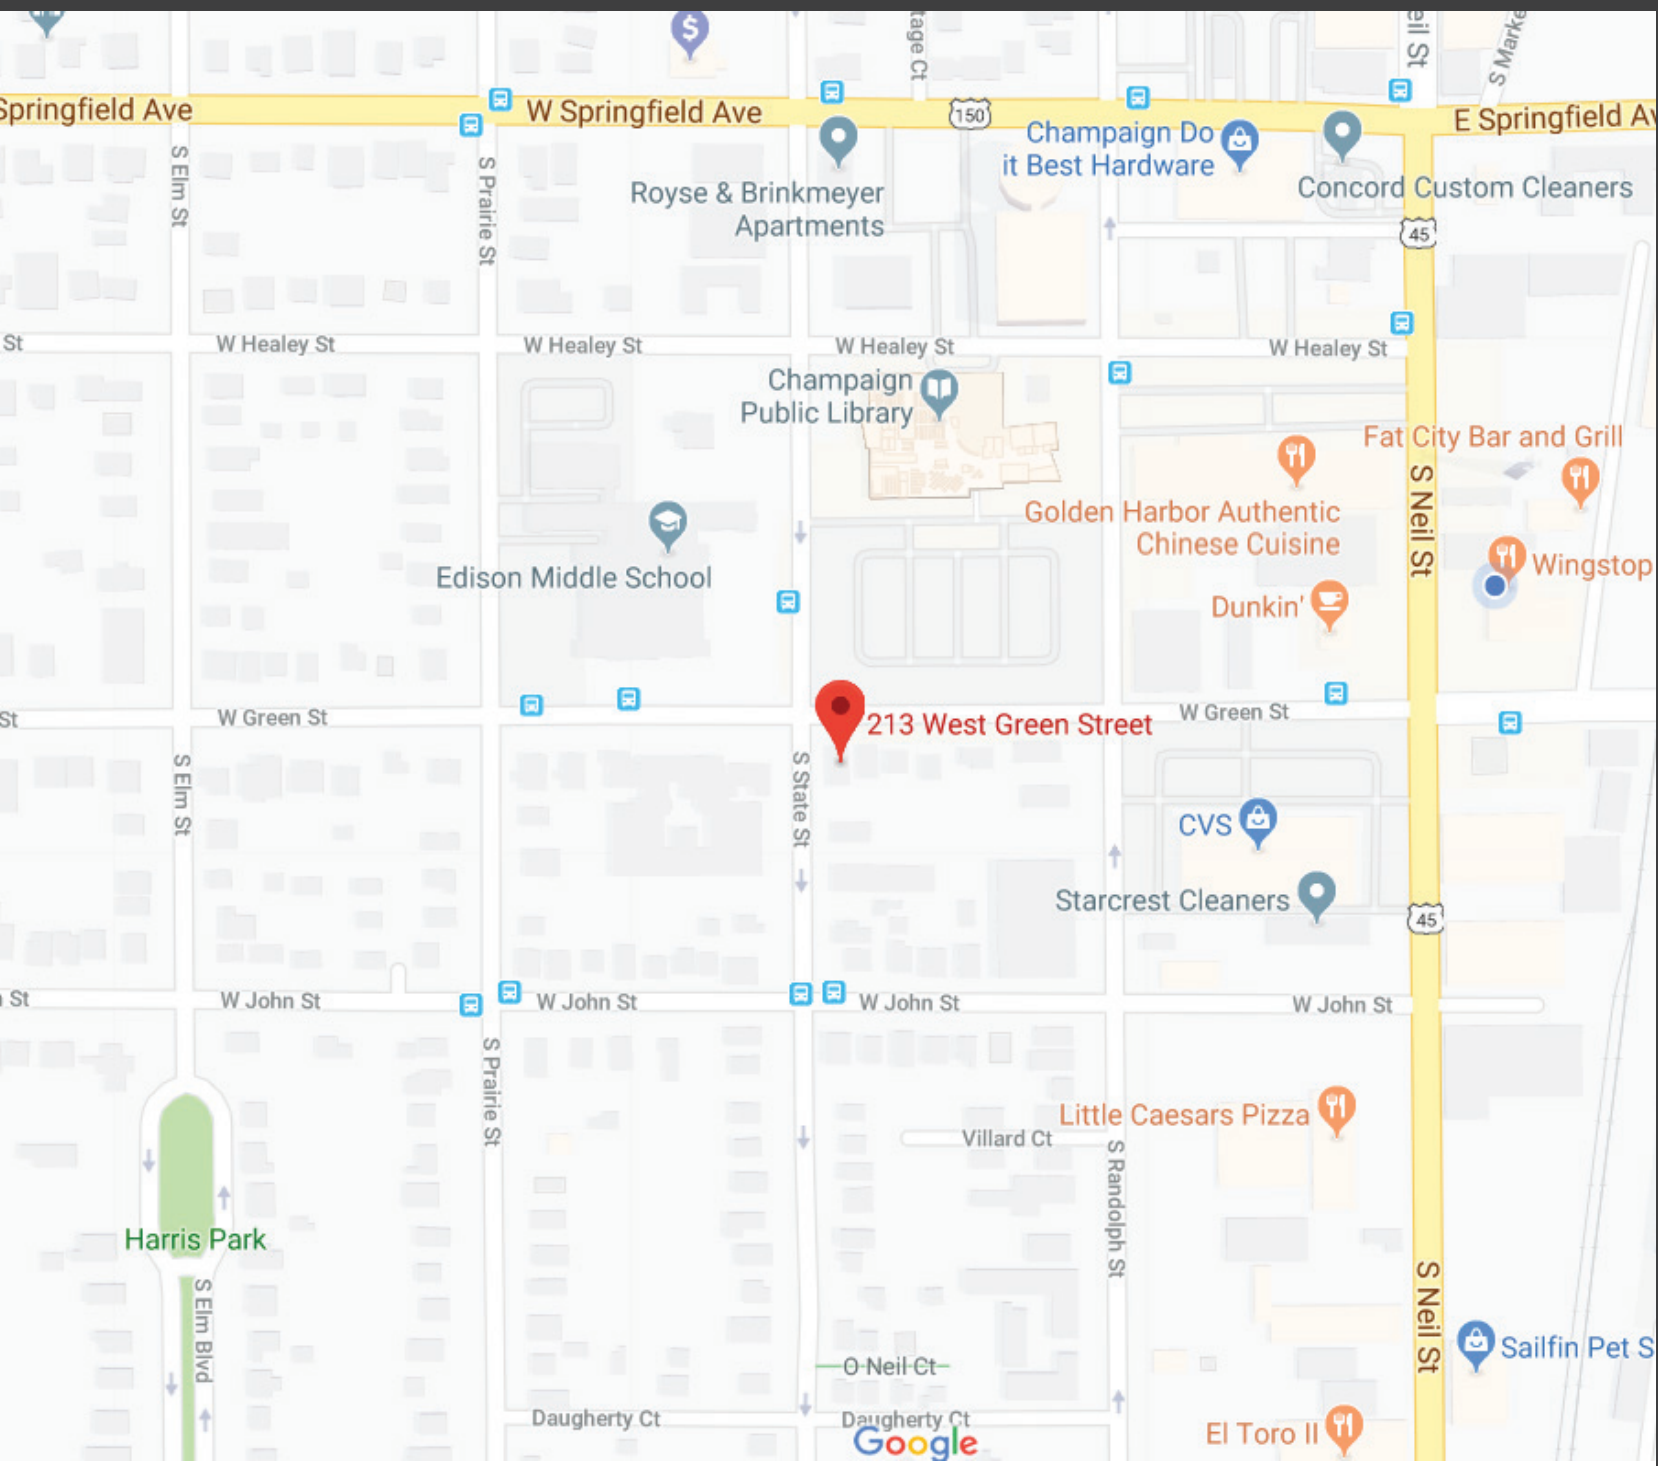 tage Ct
eil St
S Marke
Springfield Ave
W Springfield Ave
150
E Springfield Av
Champaign Do
it Best Hardware
Concord Custom Cleaners
S Elm St
S Prairie St
Royse & Brinkmeyer
Apartments
45
St
W Healey St
W Healey St
W Healey St
W Healey St
Champaign
Public Library
Fat City Bar and Grill
S Neil St
Golden Harbor Authentic
Chinese Cuisine
Edison Middle School
Wingstop
Dunkin'
St
W Green St
213 West Green Street
W Green St
S Elm St
S State St
CVS
Starcrest Cleaners
45
St
W John St
W John St
W John St
W John St
S Prairie St
Little Caesars Pizza
Villard Ct
S Randolph St
Harris Park
S Elm Blvd
S Neil St
Sailfin Pet S
O Neil Ct
Daugherty Ct
Daugherty Ct
El Toro II
Google